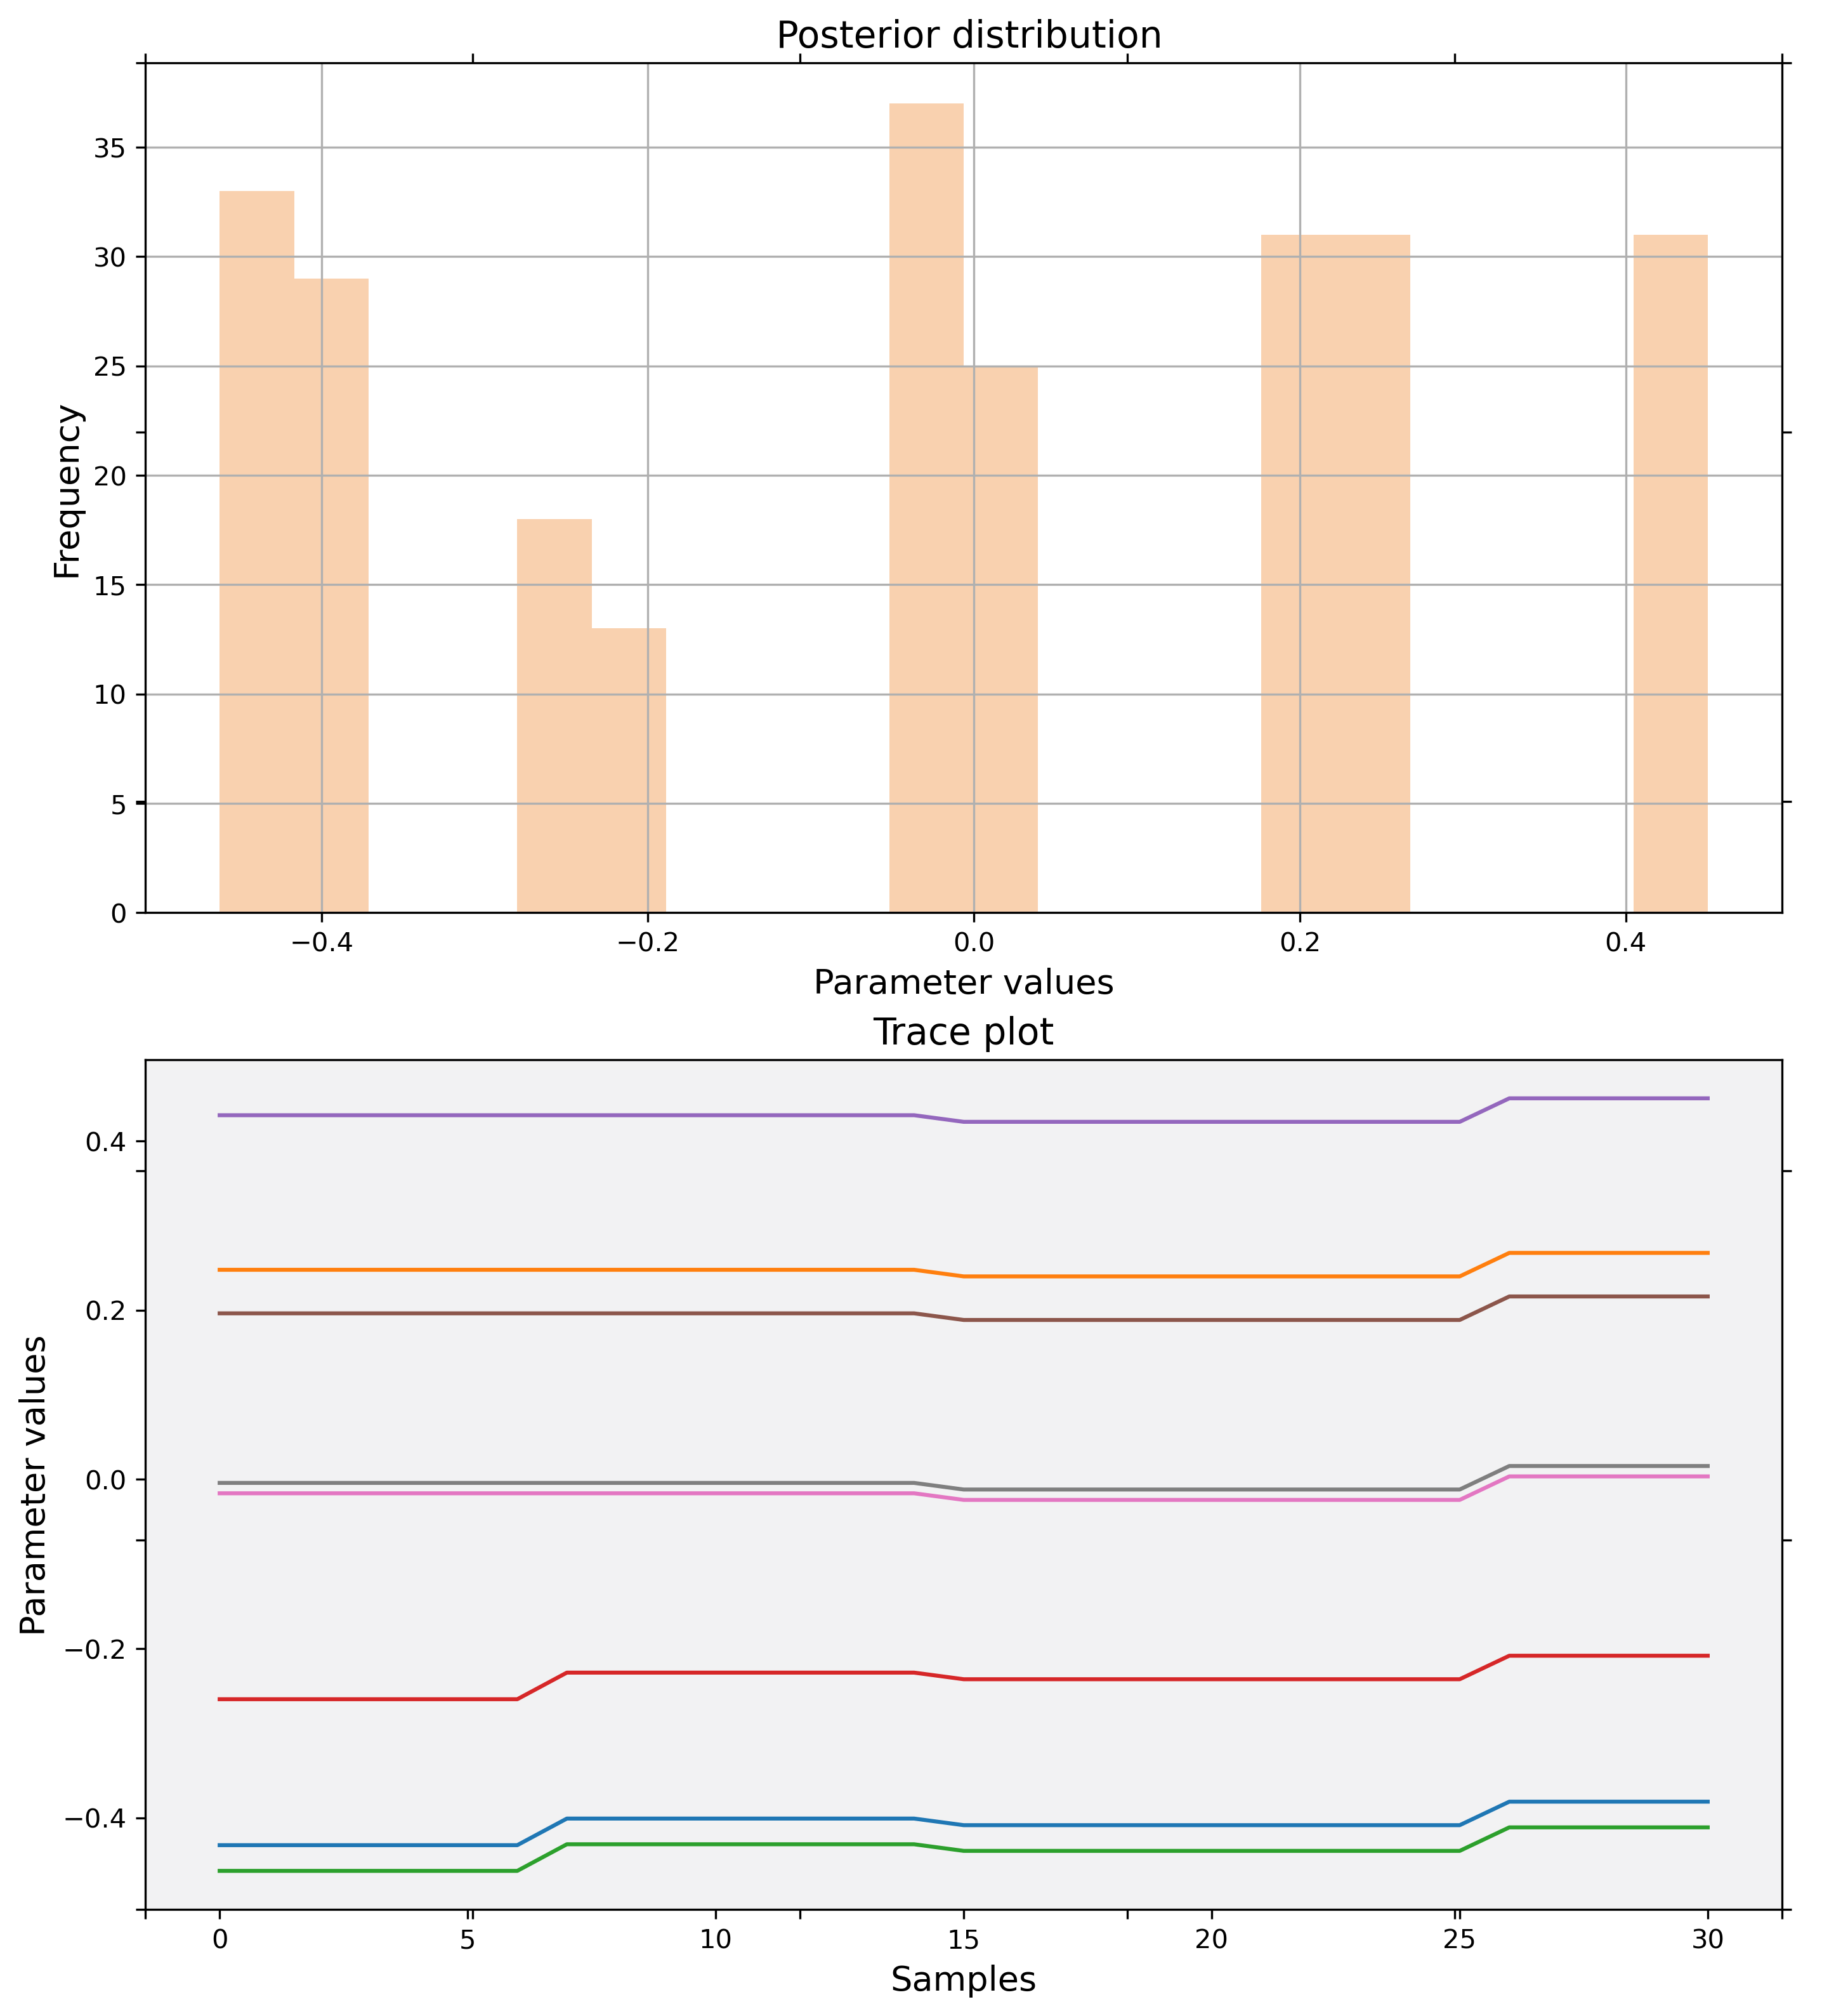 Posterior distribution
35
30
25
20
15
10
5
0
Frequency
−0.4 −0.2 0.0 0.2 0.4
Parameter values
Trace plot
0.4
0.2
0.0
−0.2
−0.4
Parameter values
0 5 10 15 20 25 30
Samples